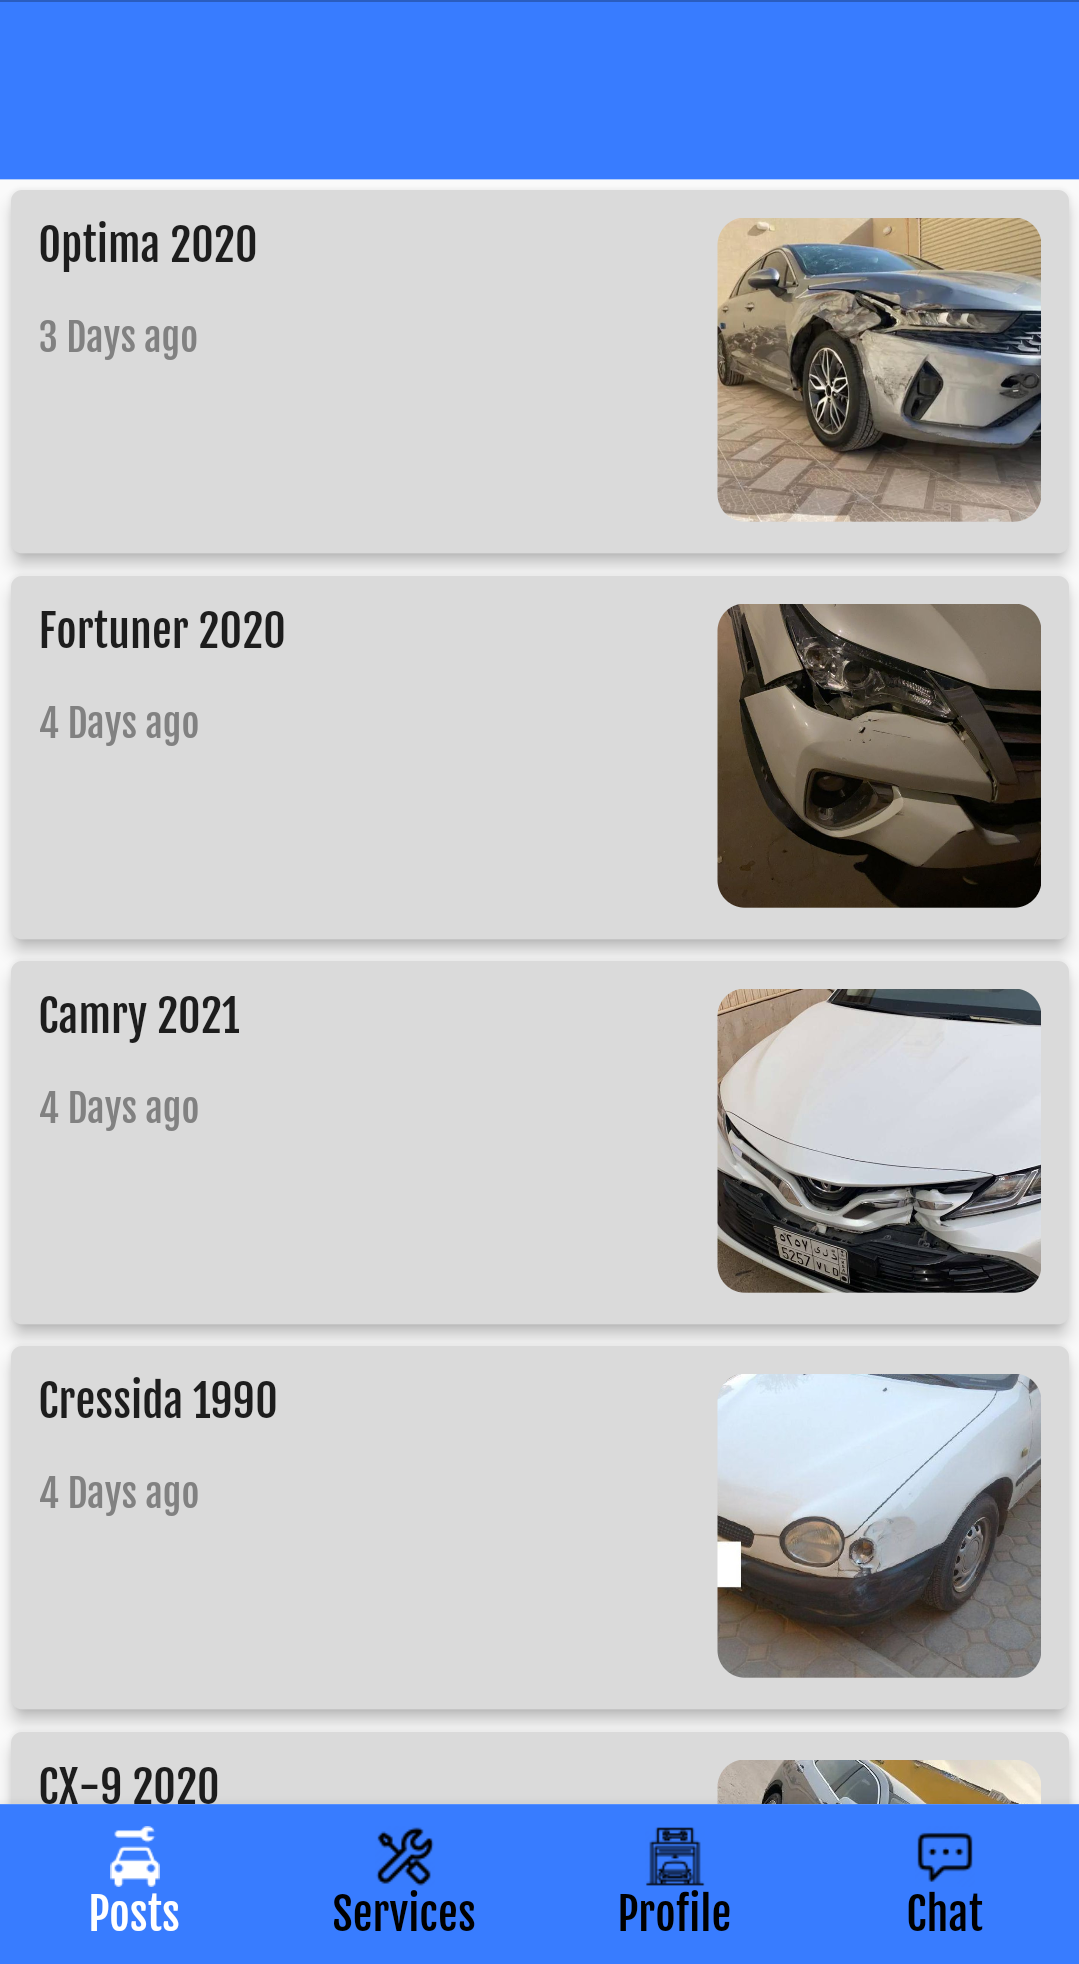 Optima 2020
3 Days ago
Fortuner 2020
4 Days ago
Camry 2021
4 Days ago
٥٢٥٧
5257 VLD
Cressida 1990
4 Days ago
CX-9 2020
Posts
Services
Profile
Chat